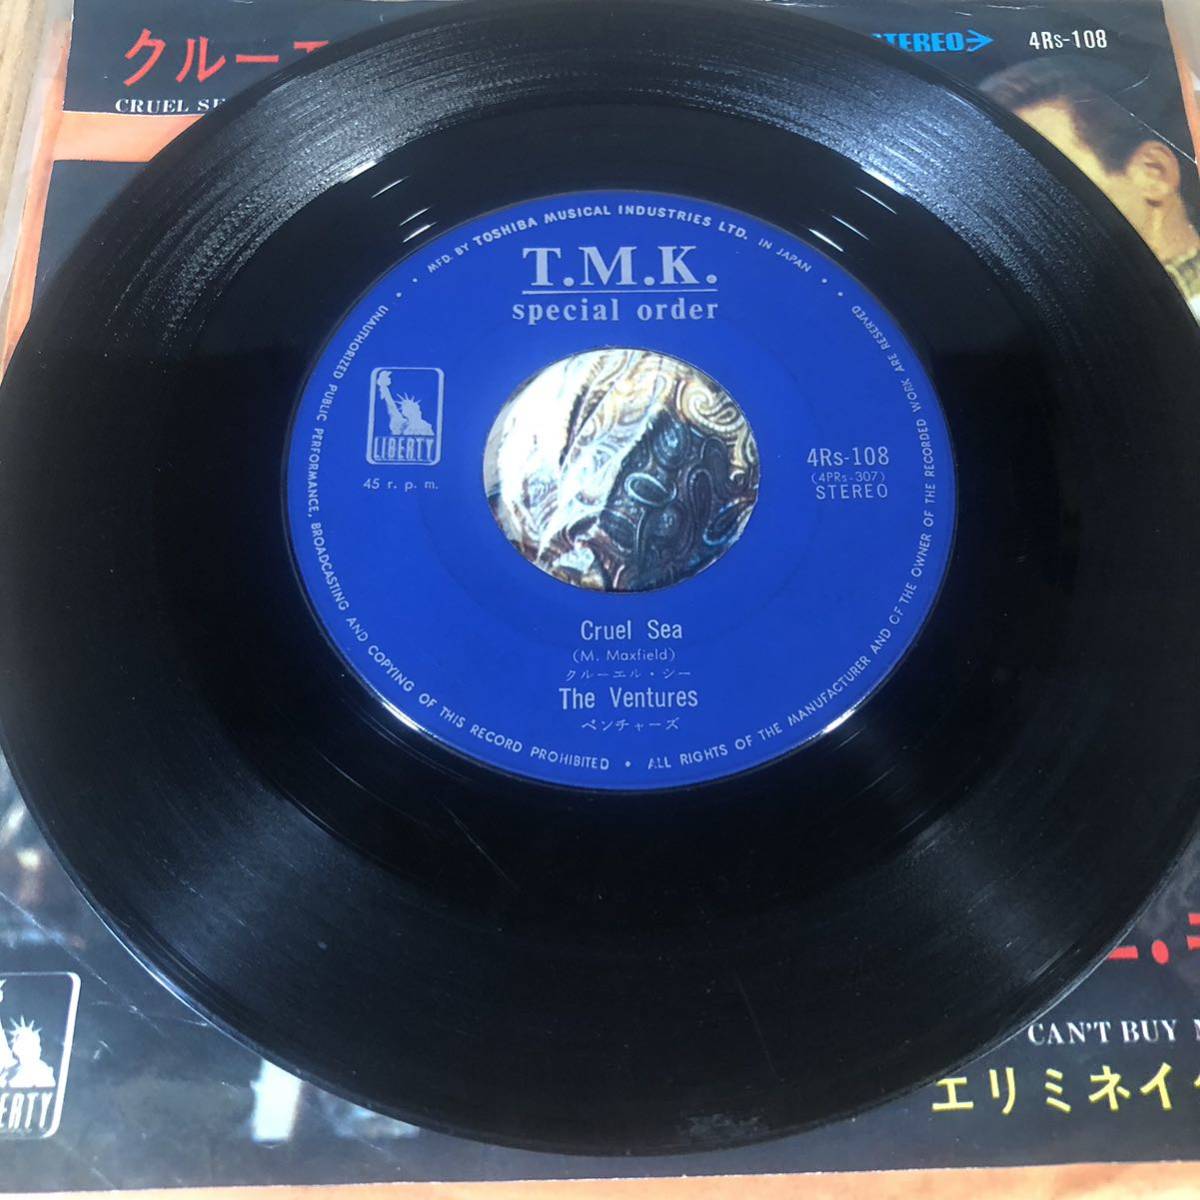 クルーエ
CRUEL SE
STEREO 4RS-108
MFD. BY TOSHIBA MUSICAL INDUSTRIES LTD. IN JAPAN
T.M.K.
special order
LIBERTY
45 r. p. m.
4RS-108
(4PRS-307)
STEREO
Cruel Sea
(M. Maxfield)
クルーエル・シー
The Ventures
ベンチャーズ
UNAUTHORIZED PUBLIC PERFORMANCE, BROADCASTING AND COPYING OF THIS RECORD PROHIBITED • ALL RIGHTS OF THE MANUFACTURER AND OF THE OWNER OF THE RECORDED WORK ARE RESERVED
CAN'T BUY
エリミネイ
ERTY